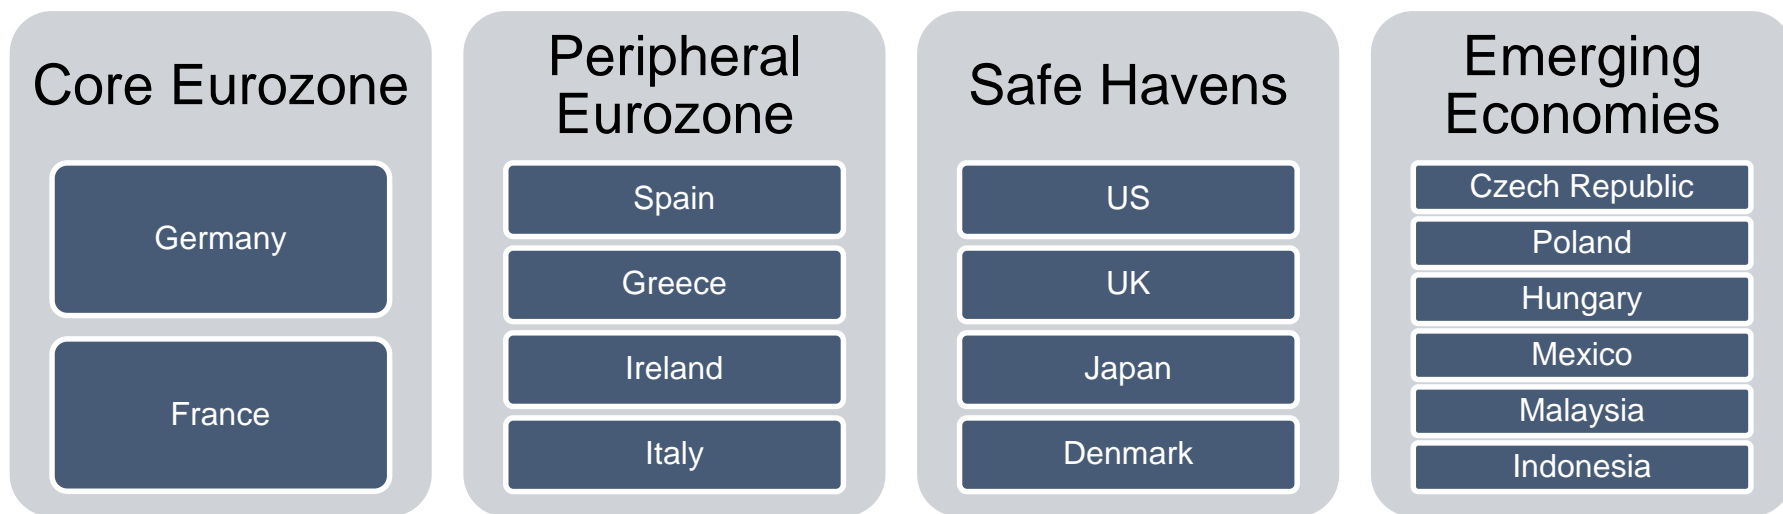 Core Eurozone
Germany
France
Peripheral
Eurozone
Spain
Greece
Ireland
Italy
Safe Havens
US
UK
Japan
Denmark
Emerging
Economies
Czech Republic
Poland
Hungary
Mexico
Malaysia
Indonesia